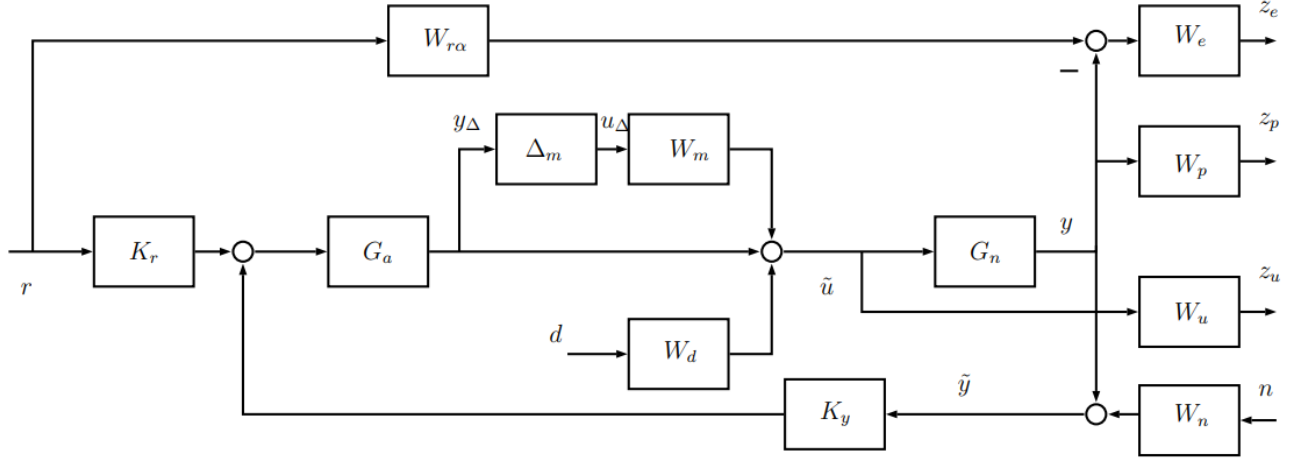 z_e
W_{rα}
W_e
−
y_Δ
u_Δ
z_p
Δ_m
W_m
W_p
K_r
G_a
y
G_n
r
ũ
z_u
d
W_d
W_u
ỹ
n
K_y
W_n